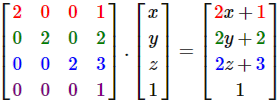 [2 0 0 1] [x] [2x + 1]
[0 2 0 2] . [y] = [2y + 2]
[0 0 2 3] [z] [2z + 3]
[0 0 0 1] [1] [1]